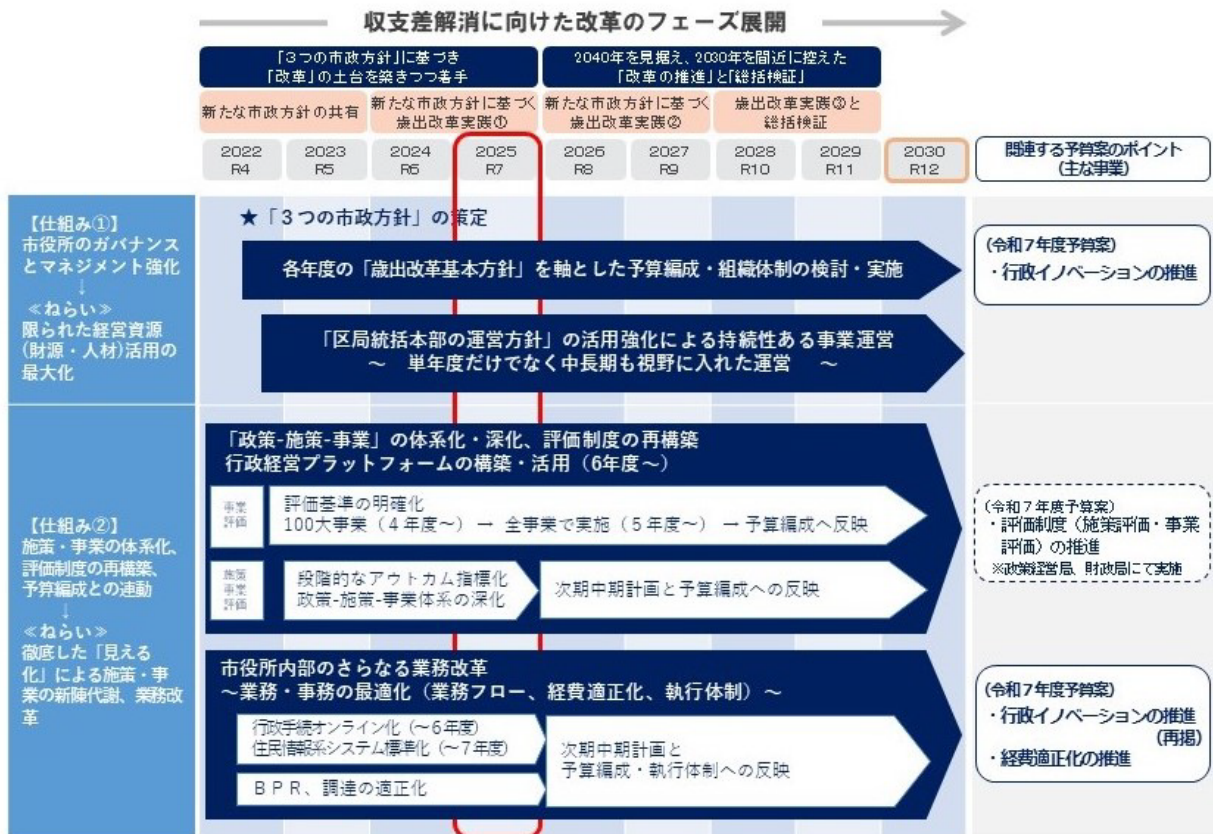 収支差解消に向けた改革のフェーズ展開
「3つの市政方針」に基づき
「改革」の土台を築きつつ着手
2040年を見据え、2030年を間近に控えた
「改革の推進」と「総括検証」
新たな市政方針の共有
新たな市政方針に基づく
歳出改革実践①
新たな市政方針に基づく
歳出改革実践②
歳出改革実践③と
総括検証
2022
R4
2023
R5
2024
R6
2025
R7
2026
R8
2027
R9
2028
R10
2029
R11
2030
R12
関連する予算案のポイント
(主な事業)
【仕組み①】
市役所のガバナンス
とマネジメント強化
↓
≪ねらい≫
限られた経営資源
(財源・人材)活用の
最大化
★「3つの市政方針」の策定
各年度の「歳出改革基本方針」を軸とした予算編成・組織体制の検討・実施
「区局統括本部の運営方針」の活用強化による持続性ある事業運営
~ 単年度だけでなく中長期も視野に入れた運営 ~
(令和7年度予算案)
・行政イノベーションの推進
【仕組み②】
施策・事業の体系化、
評価制度の再構築、
予算編成との連動
↓
≪ねらい≫
徹底した「見える
化」による施策・事
業の新陳代謝、業務改
革
「政策-施策-事業」の体系化・深化、評価制度の再構築
行政経営プラットフォームの構築・活用(6年度~)
事業
評価
評価基準の明確化
100大事業(4年度~)→ 全事業で実施(5年度~)→ 予算編成へ反映
施策
事業
評価
段階的なアウトカム指標化
政策-施策-事業体系の深化
次期中期計画と予算編成への反映
(令和7年度予算案)
・評価制度(施策評価・事業
評価)の推進
※政策経営局、財政局にて実施
市役所内部のさらなる業務改革
~業務・事務の最適化(業務フロー、経費適正化、執行体制)~
行政手続オンライン化(~6年度)
住民情報系システム標準化(~7年度)
BPR、調達の適正化
次期中期計画と
予算編成・執行体制への反映
(令和7年度予算案)
・行政イノベーションの推進
(再掲)
・経費適正化の推進